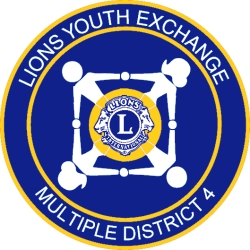 LIONS YOUTH EXCHANGE
LIONS
L
INTERNATIONAL
MULTIPLE DISTRICT 4